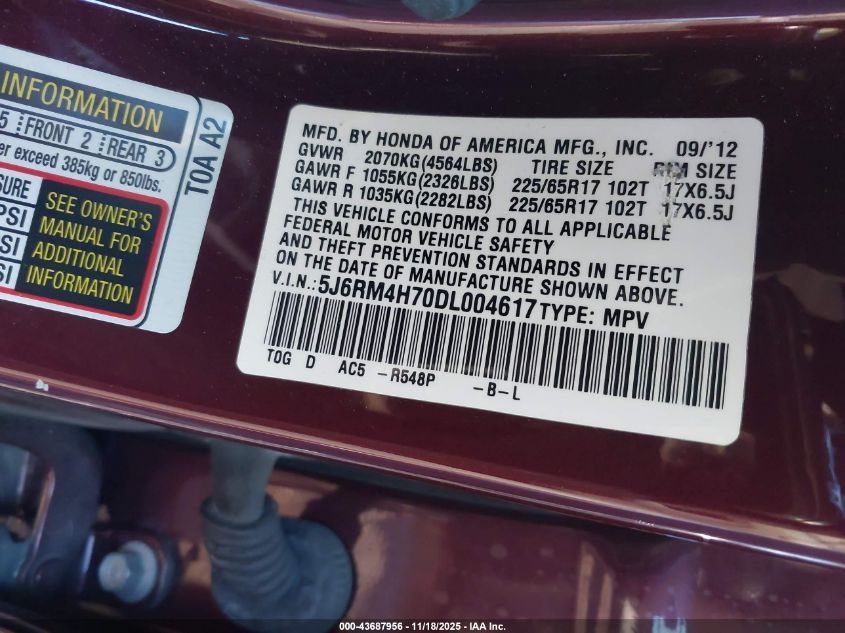 INFORMATION
5 FRONT 2 REAR 3
er exceed 385kg or 850lbs.
SURE
PSI
SI
SI
SEE OWNER'S
MANUAL FOR
ADDITIONAL
INFORMATION
T0A A2
MFD. BY HONDA OF AMERICA MFG., INC. 09/'12
GVWR 2070KG(4564LBS) TIRE SIZE RIM SIZE
GAWR F 1055KG(2326LBS) 225/65R17 102T 17X6.5J
GAWR R 1035KG(2282LBS) 225/65R17 102T 17X6.5J
THIS VEHICLE CONFORMS TO ALL APPLICABLE
FEDERAL MOTOR VEHICLE SAFETY
AND THEFT PREVENTION STANDARDS IN EFFECT
ON THE DATE OF MANUFACTURE SHOWN ABOVE.
V.I.N.:5J6RM4H70DL004617 TYPE: MPV
T0G D AC5 -R548P -B-L
000-43687956 - 11/18/2025 - IAA Inc.